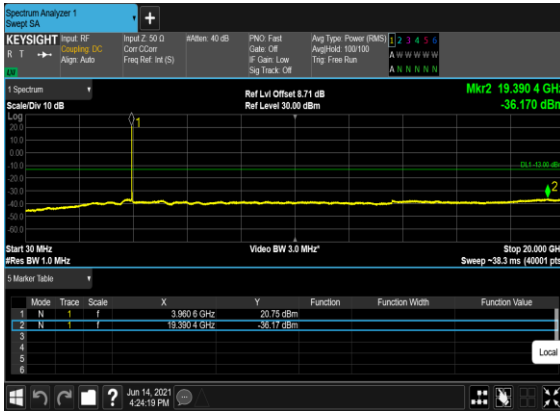 Spectrum Analyzer 1
Swept SA
+
KEYSIGHT Input: RF Input Z: 50 Ω #Atten: 40 dB PNO: Fast Avg Type: Power (RMS) 1 2 3 4 5 6
R T Coupling: DC Corr CCorr Gate: Off Avg|Hold: 100/100 A W W W W W
Align: Auto Freq Ref: Int (S) IF Gain: Low Trig: Free Run
Sig Track: Off A N N N N N
LXI
1 Spectrum Ref Lvl Offset 8.71 dB Mkr2 19.390 4 GHz
Scale/Div 10 dB Ref Level 30.00 dBm -36.170 dBm
Log
20.0
10.0
0.00
-10.0
-20.0
-30.0
-40.0
-50.0
-60.0
1
DL1 -13.00 dBm
2
Start 30 MHz Video BW 3.0 MHz* Stop 20.000 GHz
#Res BW 1.0 MHz Sweep ~38.3 ms (40001 pts)
5 Marker Table
Mode Trace Scale X Y Function Function Width Function Value
1 N 1 f 3.960 6 GHz 20.75 dBm
2 N 1 f 19.390 4 GHz -36.17 dBm
3
4
5
6
Local
? Jun 14, 2021
4:24:19 PM